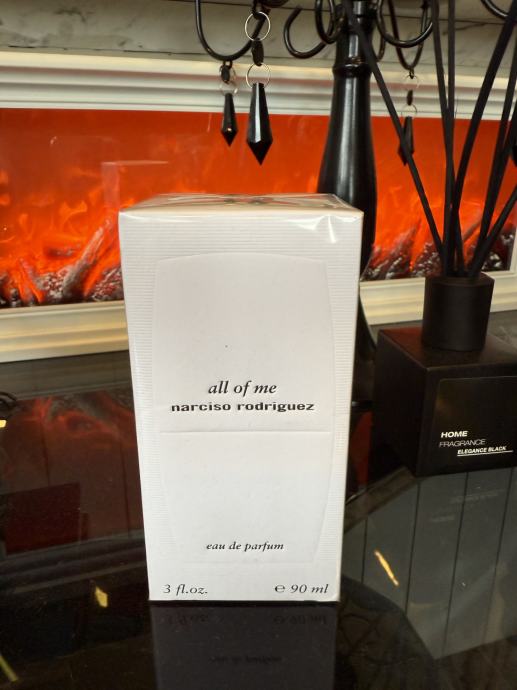 all of me
narciso rodriguez
eau de parfum
3 fl.oz. ℮ 90 ml
HOME
FRAGRANCE
ELEGANCE BLACK